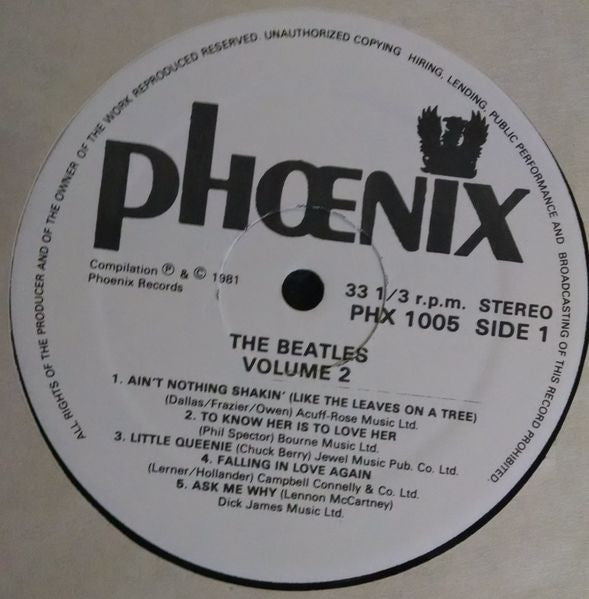 ALL RIGHTS OF THE PRODUCER AND OF THE OWNER OF THE WORK REPRODUCED RESERVED UNAUTHORIZED COPYING HIRING, LENDING, PUBLIC PERFORMANCE AND BROADCASTING OF THIS RECORD PROHIBITED.
PHŒNIX
Compilation ℗ & © 1981
Phoenix Records
33 1/3 r.p.m. STEREO
PHX 1005 SIDE 1
THE BEATLES
VOLUME 2
1. AIN'T NOTHING SHAKIN' (LIKE THE LEAVES ON A TREE)
(Dallas/Frazier/Owen) Acuff-Rose Music Ltd.
2. TO KNOW HER IS TO LOVE HER
(Phil Spector) Bourne Music Ltd.
3. LITTLE QUEENIE (Chuck Berry) Jewel Music Pub. Co. Ltd.
4. FALLING IN LOVE AGAIN
(Lerner/Hollander) Campbell Connelly & Co. Ltd.
5. ASK ME WHY (Lennon McCartney)
Dick James Music Ltd.